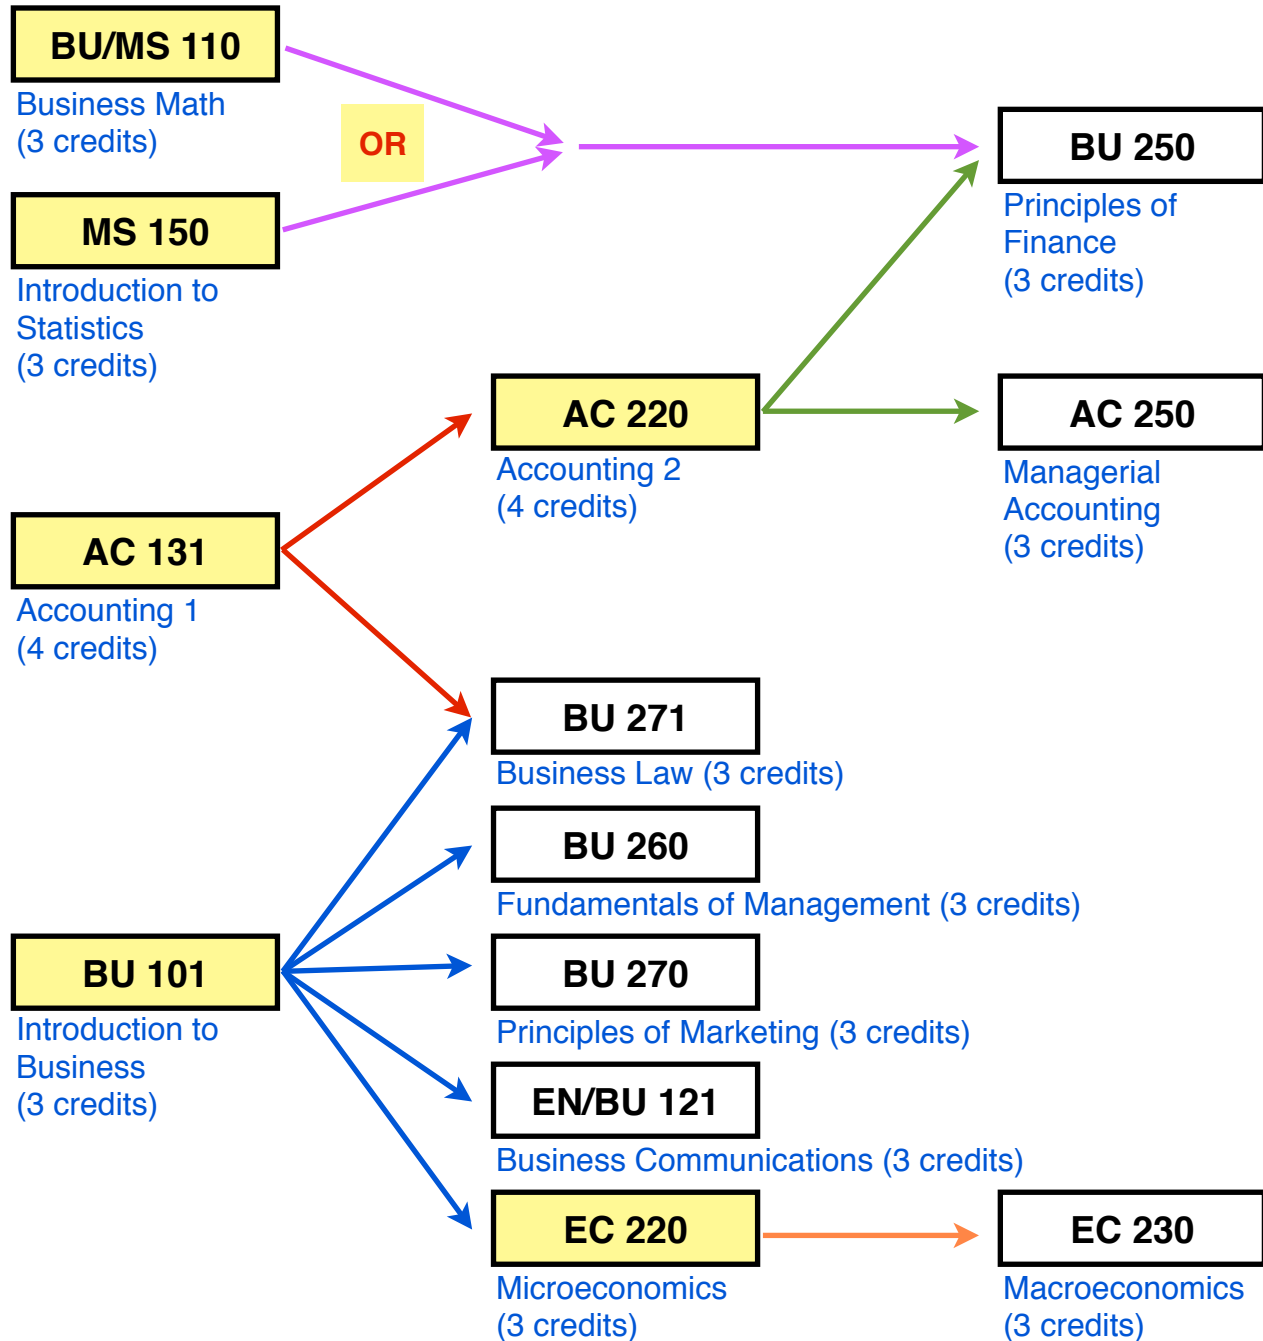 BU/MS 110
Business Math
(3 credits)
OR
MS 150
Introduction to
Statistics
(3 credits)
BU 250
Principles of
Finance
(3 credits)
AC 220
Accounting 2
(4 credits)
AC 250
Managerial
Accounting
(3 credits)
AC 131
Accounting 1
(4 credits)
BU 271
Business Law (3 credits)
BU 260
Fundamentals of Management (3 credits)
BU 101
Introduction to
Business
(3 credits)
BU 270
Principles of Marketing (3 credits)
EN/BU 121
Business Communications (3 credits)
EC 220
Microeconomics
(3 credits)
EC 230
Macroeconomics
(3 credits)